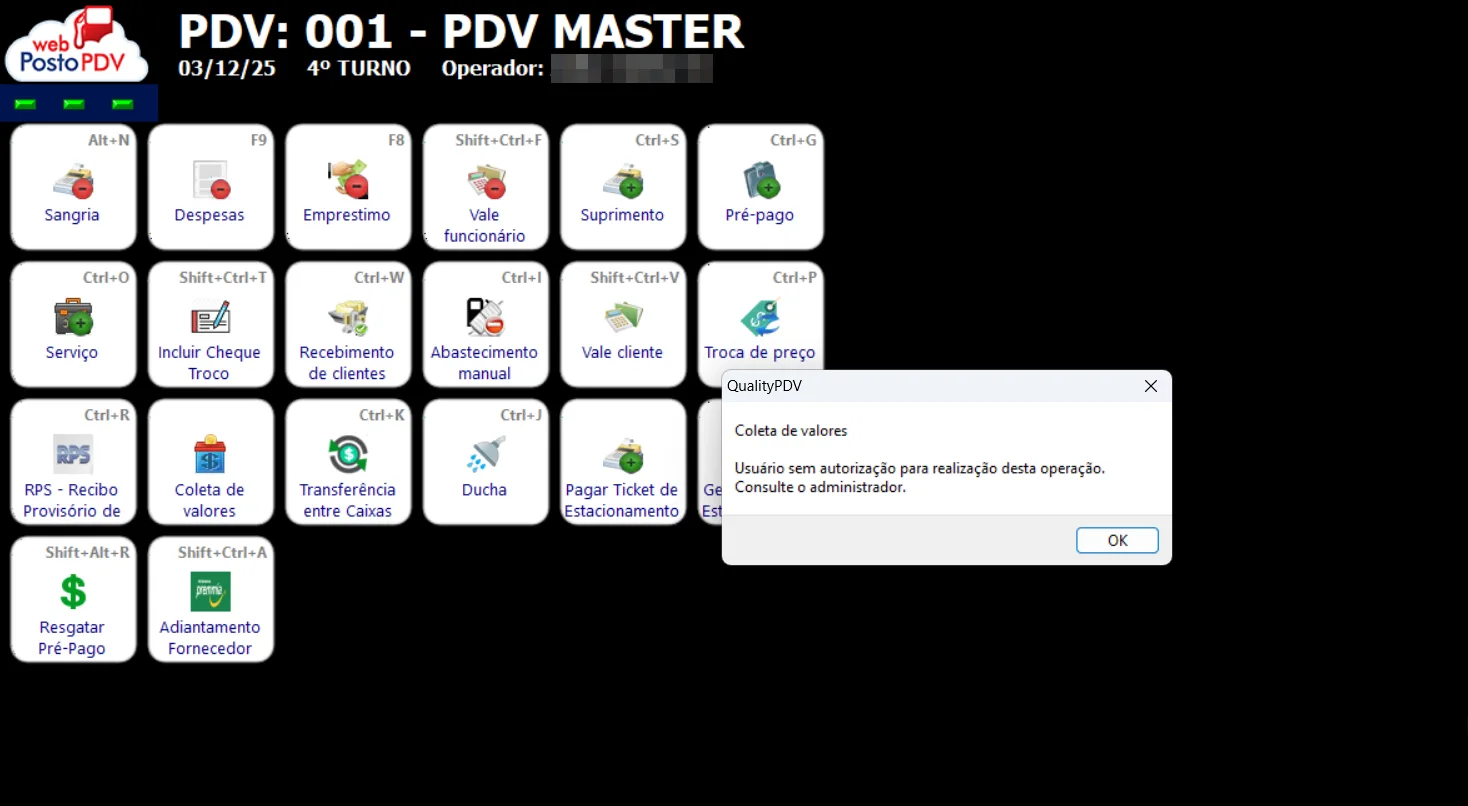 web
PostoPDV
PDV: 001 - PDV MASTER
03/12/25 4º TURNO Operador:
Alt+N
Sangria
F9
Despesas
F8
Emprestimo
Shift+Ctrl+F
Vale
funcionário
Ctrl+S
Suprimento
Ctrl+G
Pré-pago
Ctrl+O
Serviço
Shift+Ctrl+T
Incluir Cheque
Troco
Ctrl+W
Recebimento
de clientes
Ctrl+I
Abastecimento
manual
Shift+Ctrl+V
Vale cliente
Ctrl+P
Troca de preço
Ctrl+R
RPS
RPS - Recibo
Provisório de
Coleta de
valores
Ctrl+K
Transferência
entre Caixas
Ctrl+J
Ducha
Pagar Ticket de
Estacionamento
Ge
Est
QualityPDV
Coleta de valores
Usuário sem autorização para realização desta operação.
Consulte o administrador.
OK
Shift+Alt+R
Resgatar
Pré-Pago
Shift+Ctrl+A
premmia
Adiantamento
Fornecedor